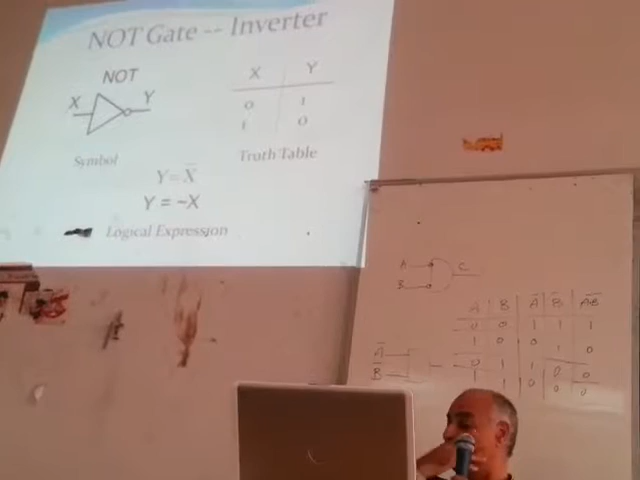 NOT Gate -- Inverter
NOT
X Y
X Y
0 1
1 0
Symbol
Truth Table
Y = X̅
Y = ~X
Logical Expression
A C
B
A B A̅ B̅ A̅B̅
0 0 1 1 1
1 0 0 1 0
0 1 1 0 0
1 1 0 0 0
A̅
B̅